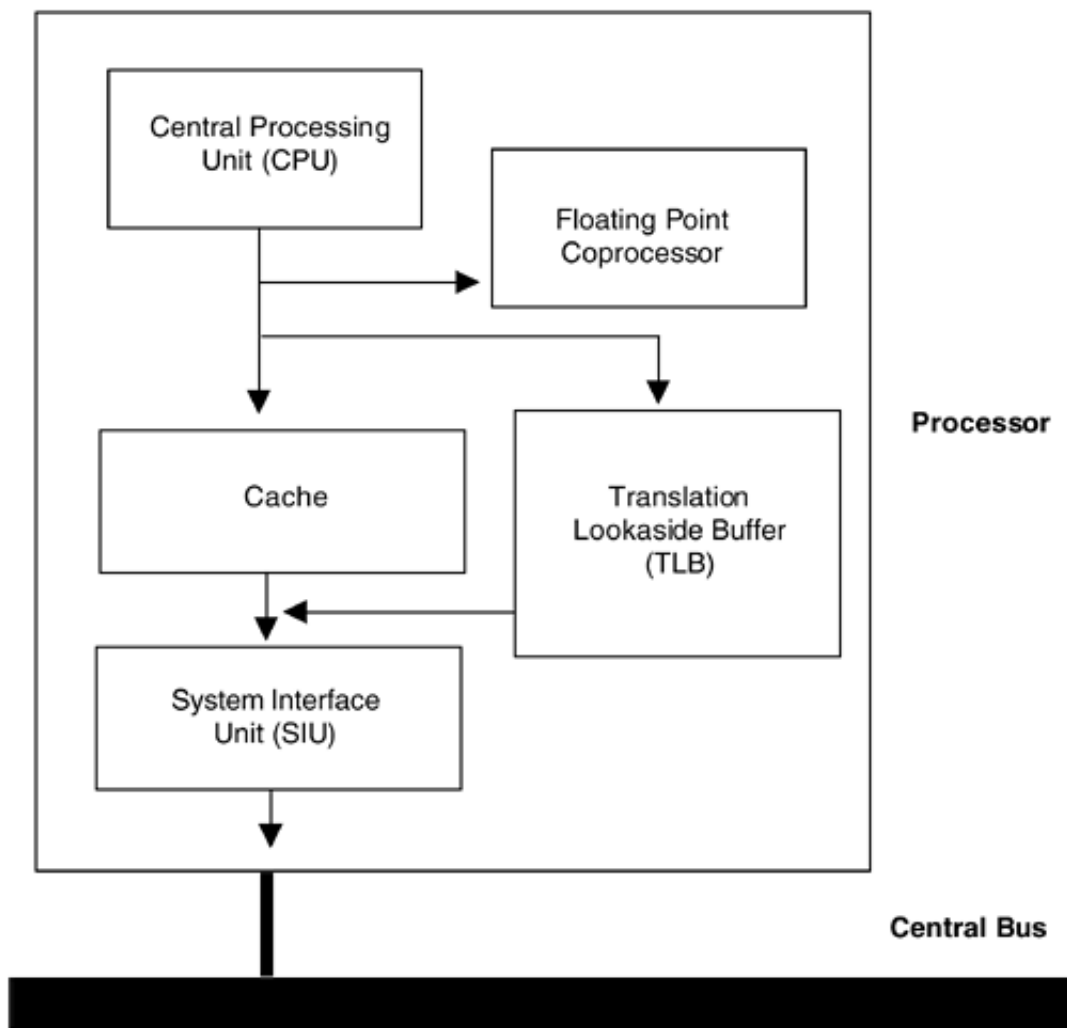 Central Processing
Unit (CPU)
Floating Point
Coprocessor
Processor
Cache
Translation
Lookaside Buffer
(TLB)
System Interface
Unit (SIU)
Central Bus